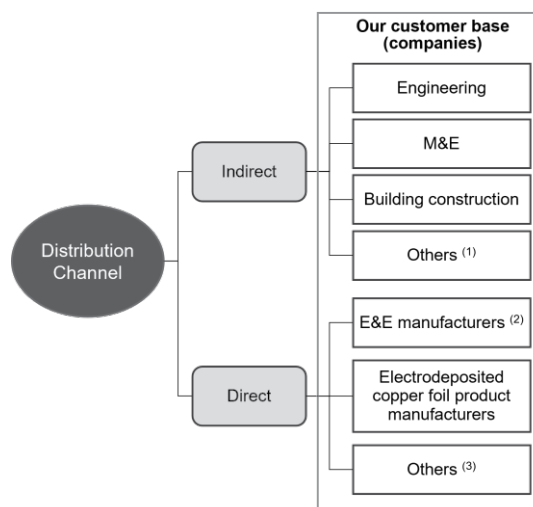 Our customer base
(companies)
Engineering
M&E
Indirect
Building construction
Others (1)
Distribution
Channel
E&E manufacturers (2)
Electrodeposited
copper foil product
manufacturers
Direct
Others (3)